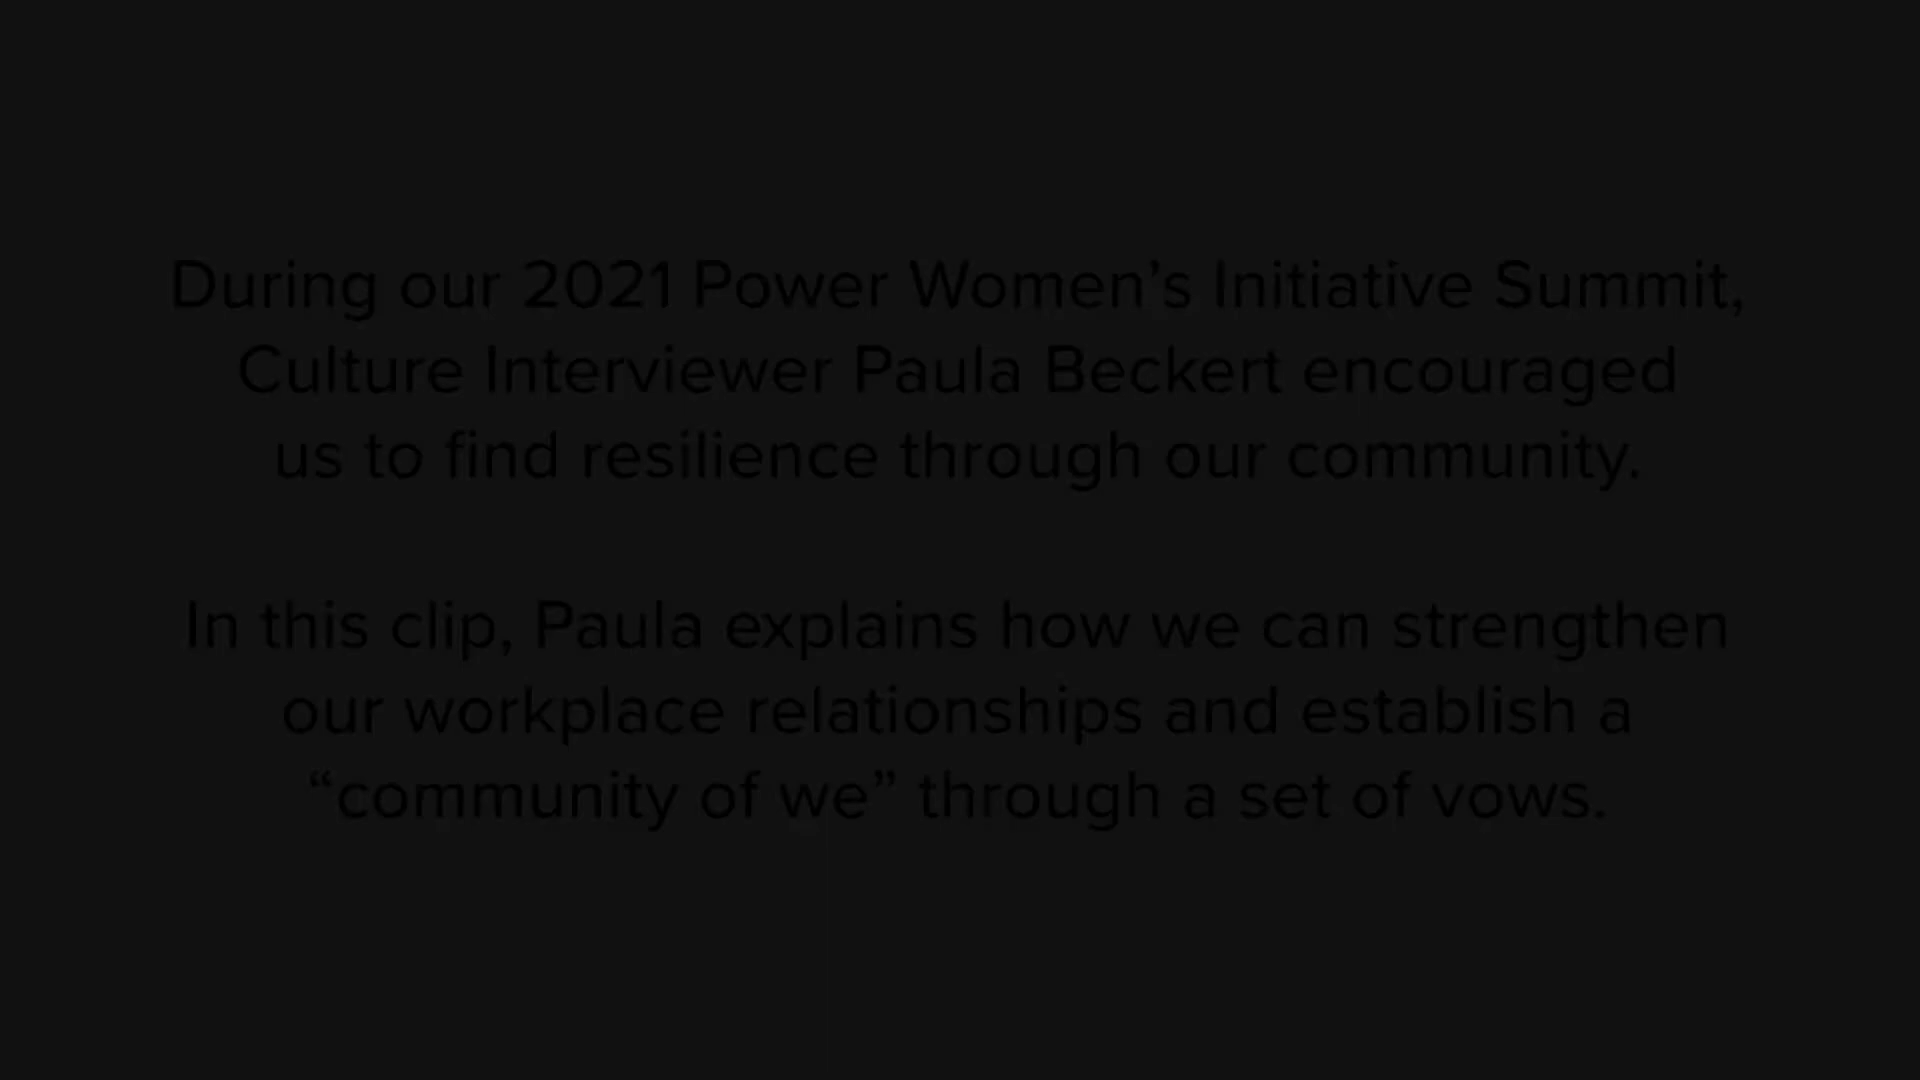 During our 2021 Power Women’s Initiative Summit,
Culture Interviewer Paula Beckert encouraged
us to find resilience through our community.
In this clip, Paula explains how we can strengthen
our workplace relationships and establish a
“community of we” through a set of vows.